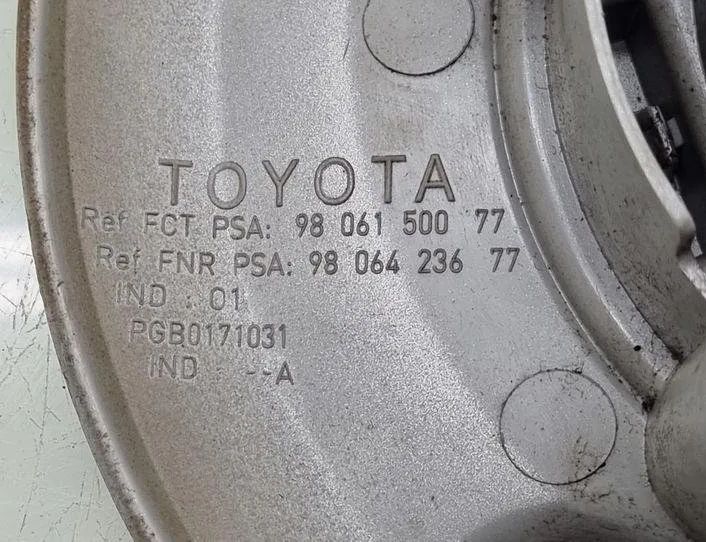 TOYOTA
Ref FCT PSA: 98 061 500 77
Ref FNR PSA: 98 064 236 77
IND : 01
PGB0171031
IND --A